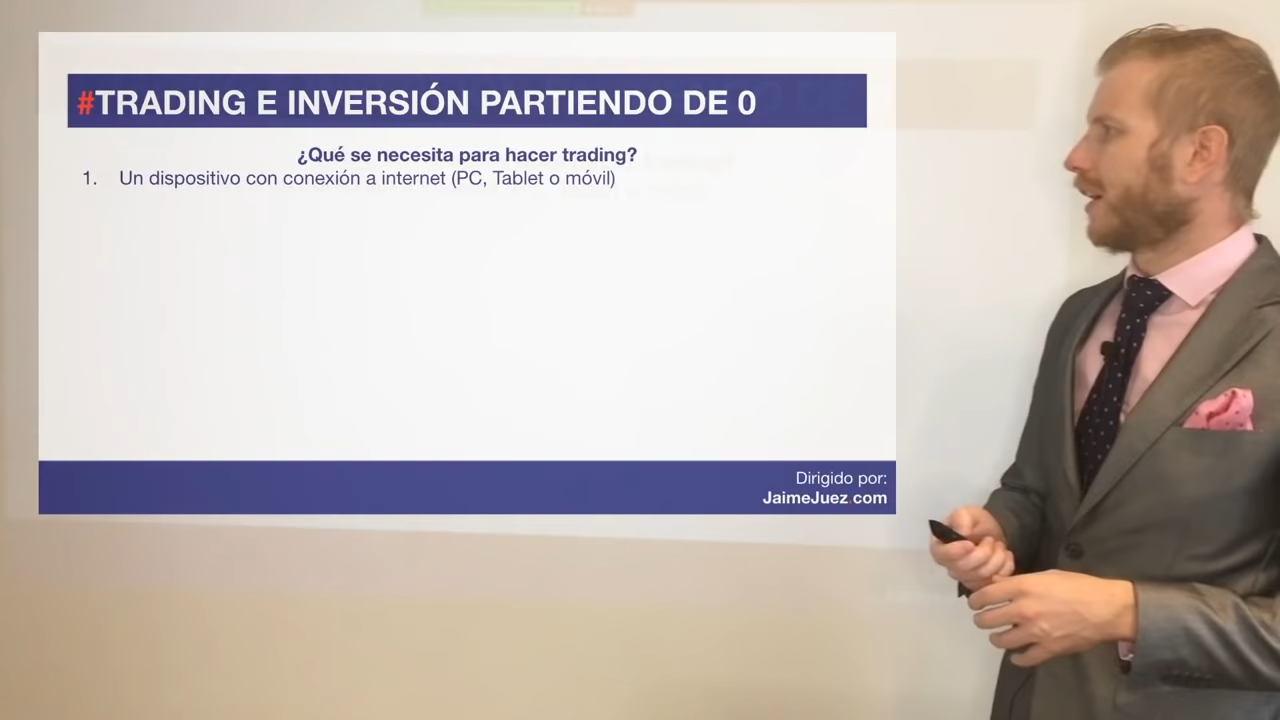 #TRADING E INVERSIÓN PARTIENDO DE 0
¿Qué se necesita para hacer trading?
1. Un dispositivo con conexión a internet (PC, Tablet o móvil)
Dirigido por:
JaimeJuez.com